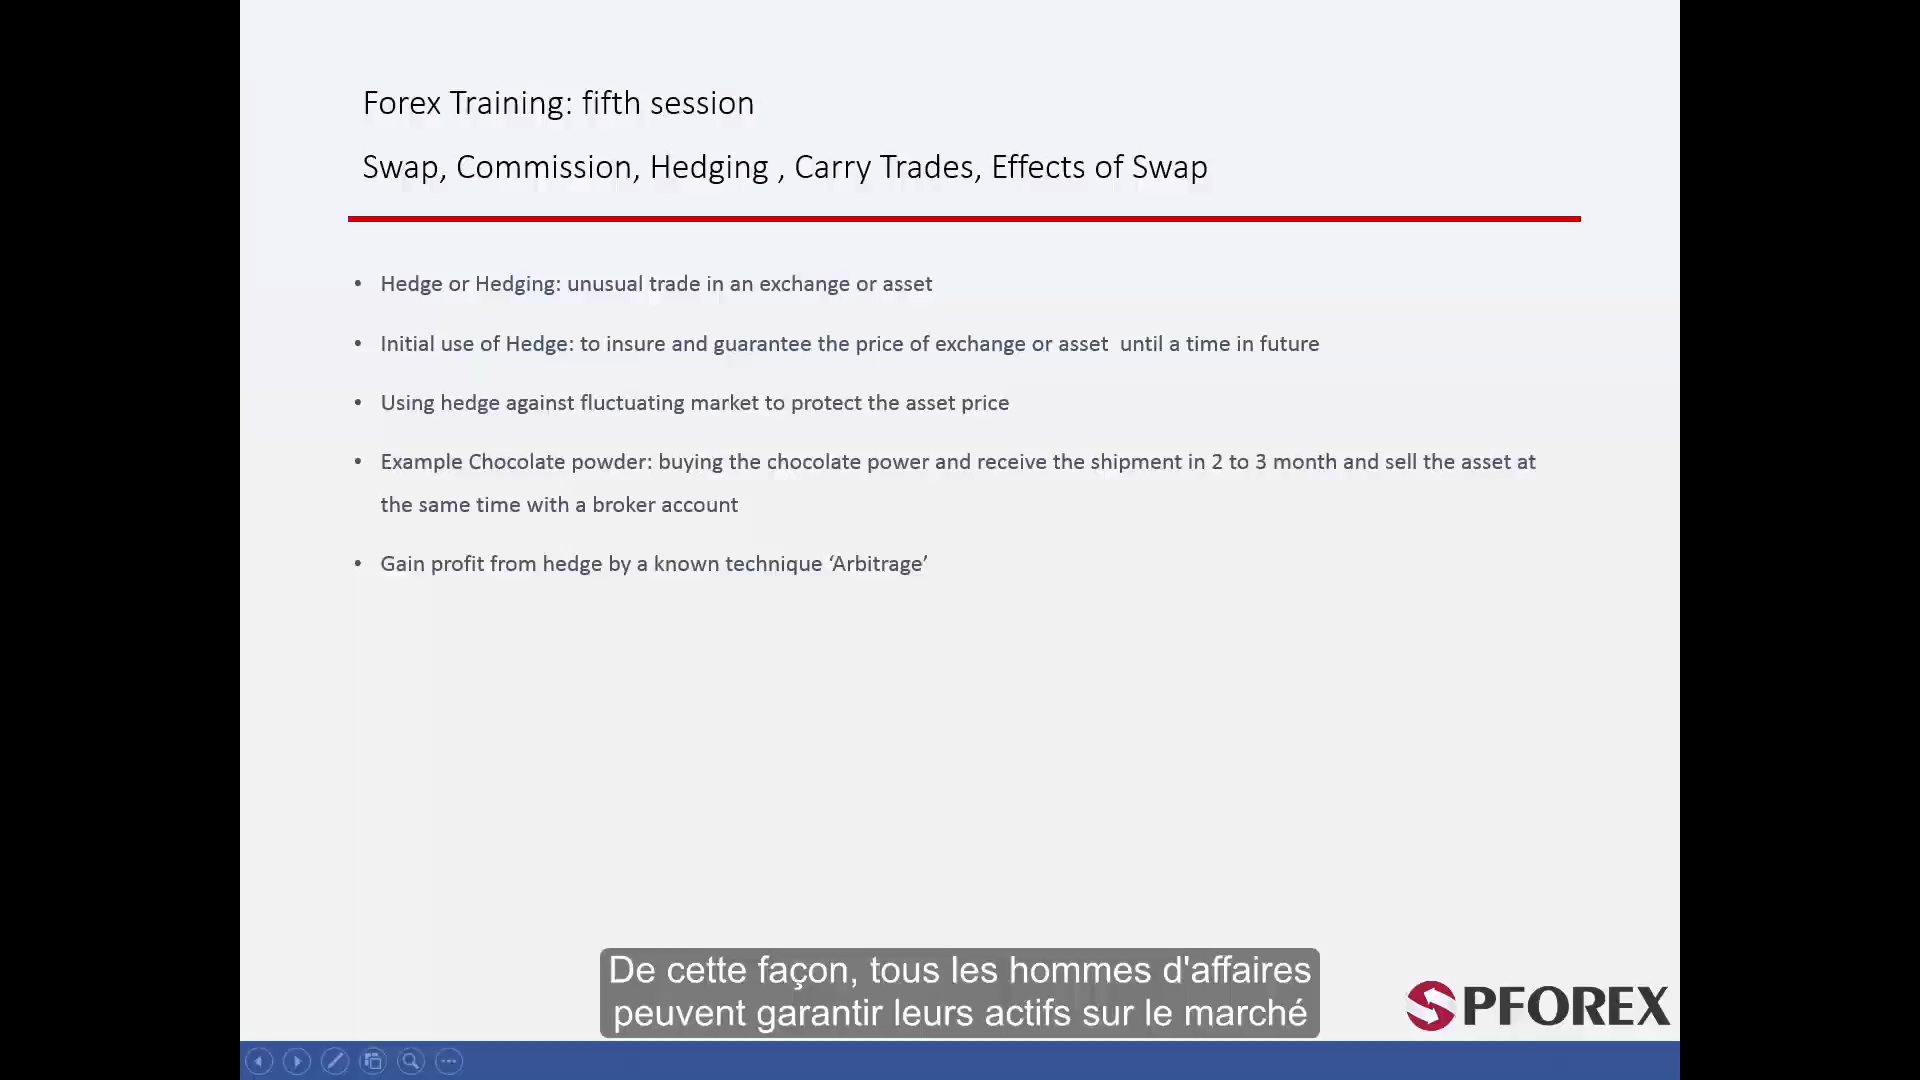 Forex Training: fifth session
Swap, Commission, Hedging , Carry Trades, Effects of Swap
• Hedge or Hedging: unusual trade in an exchange or asset
• Initial use of Hedge: to insure and guarantee the price of exchange or asset until a time in future
• Using hedge against fluctuating market to protect the asset price
• Example Chocolate powder: buying the chocolate power and receive the shipment in 2 to 3 month and sell the asset at
the same time with a broker account
• Gain profit from hedge by a known technique ‘Arbitrage’
De cette façon, tous les hommes d'affaires
peuvent garantir leurs actifs sur le marché
PFOREX